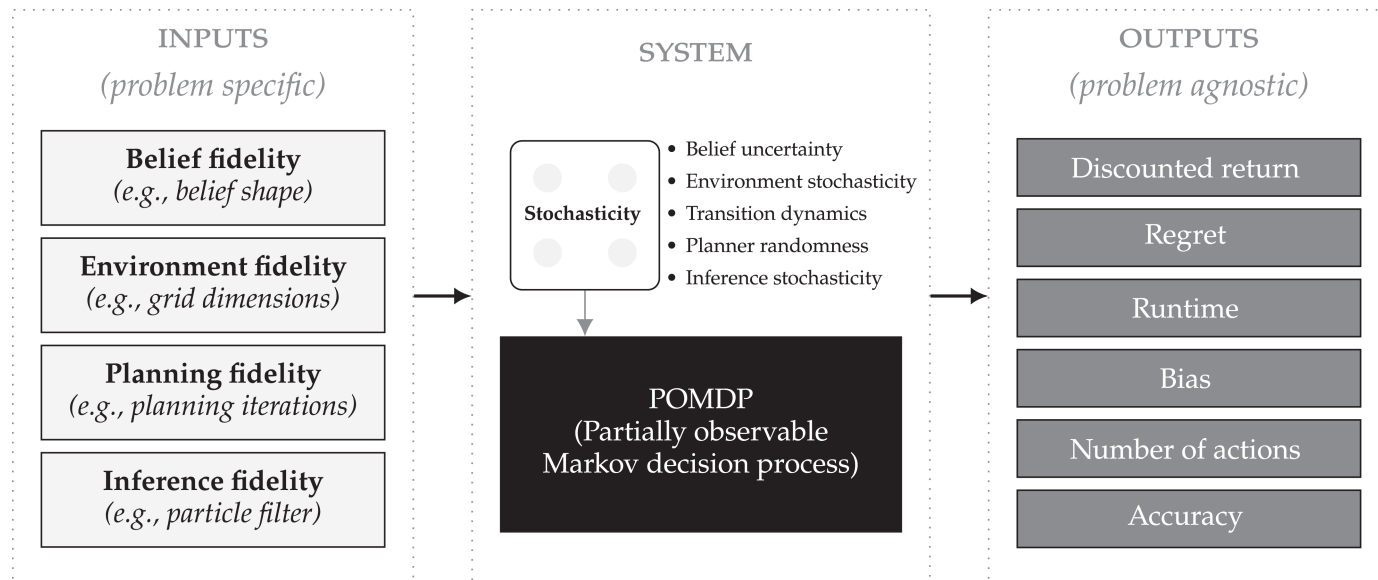 INPUTS
(problem specific)
Belief fidelity
(e.g., belief shape)
Environment fidelity
(e.g., grid dimensions)
Planning fidelity
(e.g., planning iterations)
Inference fidelity
(e.g., particle filter)
SYSTEM
Stochasticity
• Belief uncertainty
• Environment stochasticity
• Transition dynamics
• Planner randomness
• Inference stochasticity
POMDP
(Partially observable
Markov decision process)
OUTPUTS
(problem agnostic)
Discounted return
Regret
Runtime
Bias
Number of actions
Accuracy